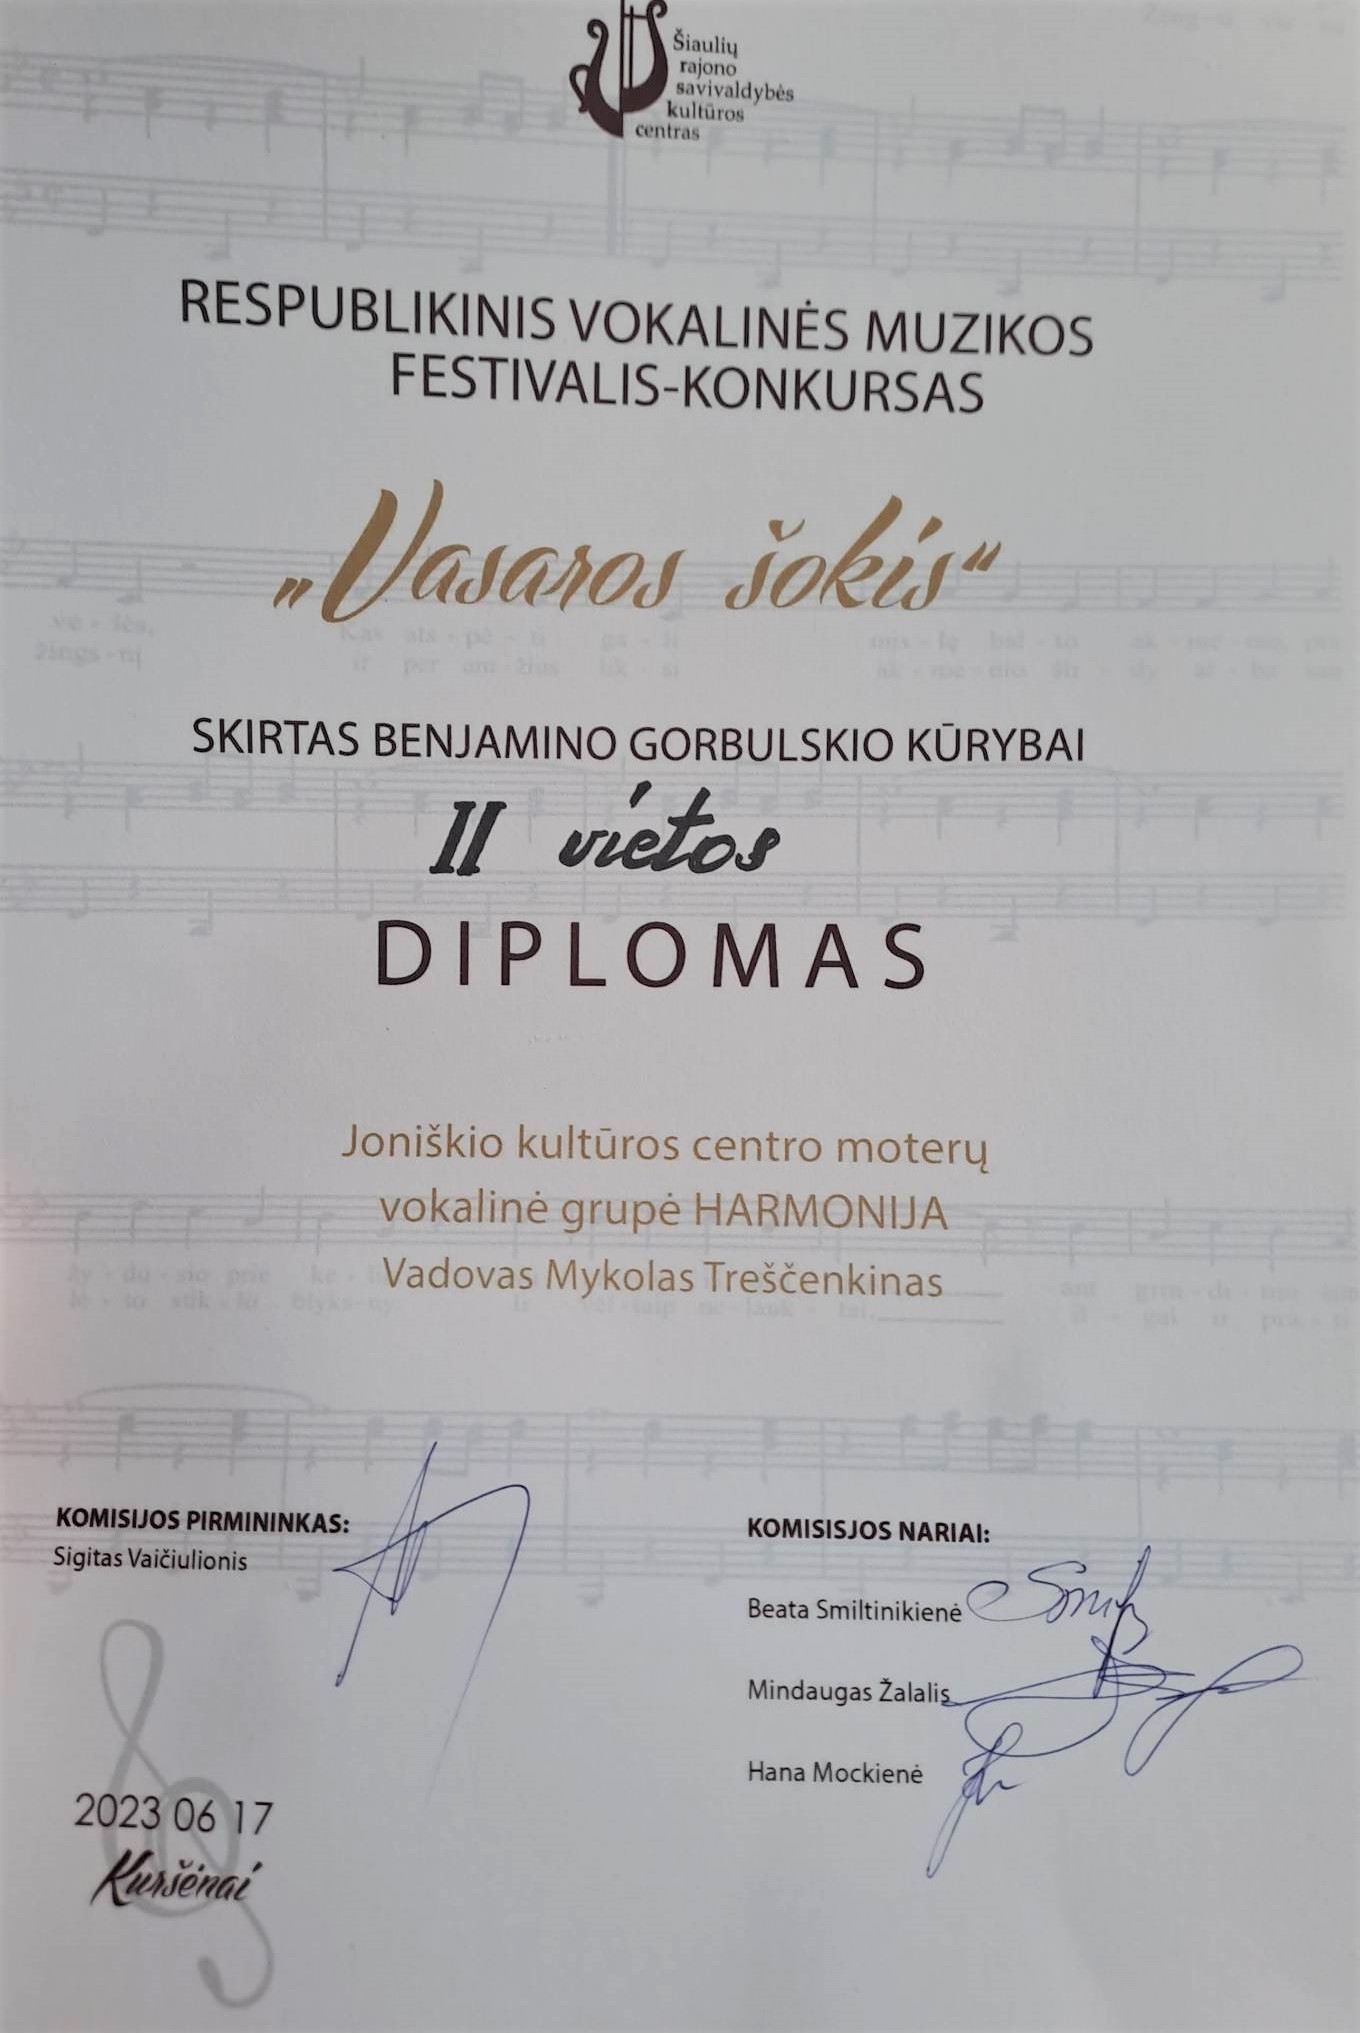 Šiaulių
rajono
savivaldybės
kultūros
centras
RESPUBLIKINIS VOKALINĖS MUZIKOS
FESTIVALIS-KONKURSAS
„Vasaros šokis“
SKIRTAS BENJAMINO GORBULSKIO KŪRYBAI
II vietos
DIPLOMAS
Joniškio kultūros centro moterų
vokalinė grupė HARMONIJA
Vadovas Mykolas Treščenkinas
KOMISIJOS PIRMININKAS:
Sigitas Vaičiulionis
KOMISISJOS NARIAI:
Beata Smiltinikienė
Mindaugas Žalalis
Hana Mockienė
2023 06 17
Kuršėnai